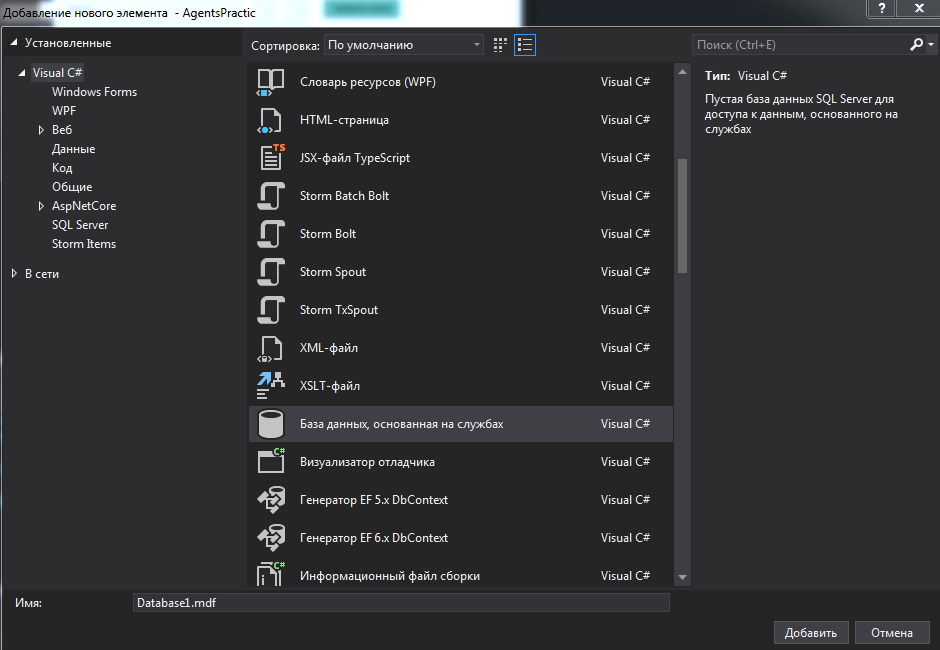 Добавление нового элемента - AgentsPractic
?
Установленные
Сортировка: По умолчанию
Поиск (Ctrl+E)
Visual C#
Windows Forms
WPF
Веб
Данные
Код
Общие
AspNetCore
SQL Server
Storm Items
В сети
Словарь ресурсов (WPF) Visual C#
HTML-страница Visual C#
TS
JSX-файл TypeScript Visual C#
Storm Batch Bolt Visual C#
Storm Bolt Visual C#
Storm Spout Visual C#
Storm TxSpout Visual C#
XML-файл Visual C#
XSLT-файл Visual C#
База данных, основанная на службах Visual C#
C#
Визуализатор отладчика Visual C#
Генератор EF 5.x DbContext Visual C#
Генератор EF 6.x DbContext Visual C#
C#
Информационный файл сборки Visual C#
Тип: Visual C#
Пустая база данных SQL Server для
доступа к данным, основанного на
службах
Имя: Database1.mdf
Добавить Отмена